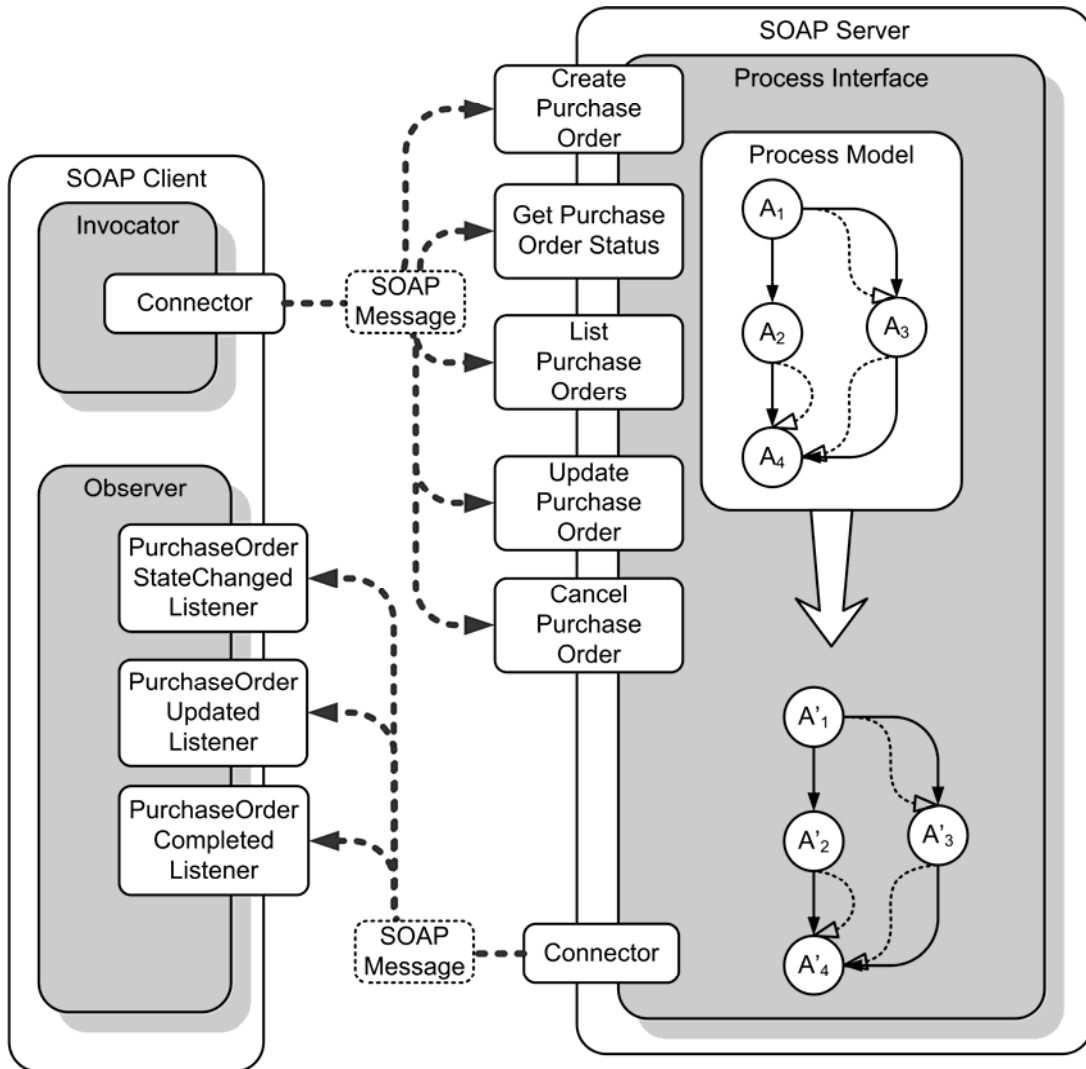 SOAP Server
Process Interface
Create
Purchase
Order
Process Model
SOAP Client
Invocator
Connector
SOAP
Message
Get Purchase
Order Status
List
Purchase
Orders
Update
Purchase
Order
Cancel
Purchase
Order
A₁
A₂
A₃
A₄
Observer
PurchaseOrder
StateChanged
Listener
PurchaseOrder
Updated
Listener
PurchaseOrder
Completed
Listener
SOAP
Message
Connector
A’₁
A’₂
A’₃
A’₄